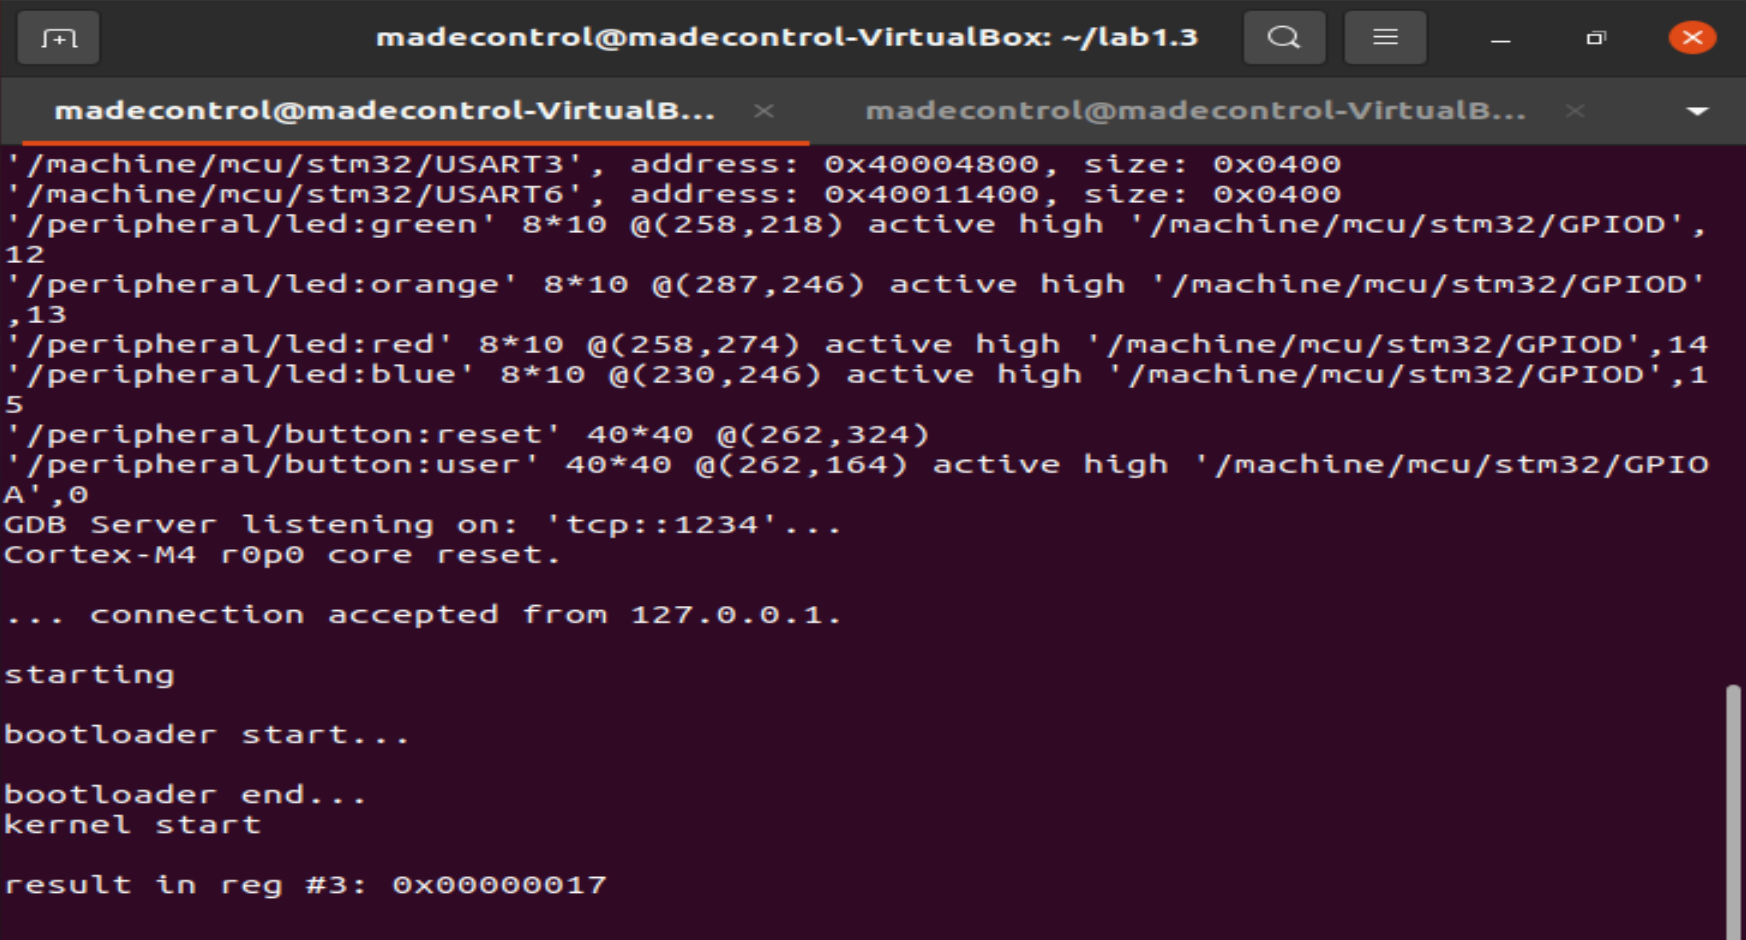 madecontrol@madecontrol-VirtualBox: ~/lab1.3
madecontrol@madecontrol-VirtualB... madecontrol@madecontrol-VirtualB...
'/machine/mcu/stm32/USART3', address: 0x40004800, size: 0x0400
'/machine/mcu/stm32/USART6', address: 0x40011400, size: 0x0400
'/peripheral/led:green' 8*10 @(258,218) active high '/machine/mcu/stm32/GPIOD',
12
'/peripheral/led:orange' 8*10 @(287,246) active high '/machine/mcu/stm32/GPIOD'
,13
'/peripheral/led:red' 8*10 @(258,274) active high '/machine/mcu/stm32/GPIOD',14
'/peripheral/led:blue' 8*10 @(230,246) active high '/machine/mcu/stm32/GPIOD',1
5
'/peripheral/button:reset' 40*40 @(262,324)
'/peripheral/button:user' 40*40 @(262,164) active high '/machine/mcu/stm32/GPIO
A',0
GDB Server listening on: 'tcp::1234'...
Cortex-M4 r0p0 core reset.
... connection accepted from 127.0.0.1.
starting
bootloader start...
bootloader end...
kernel start
result in reg #3: 0x00000017